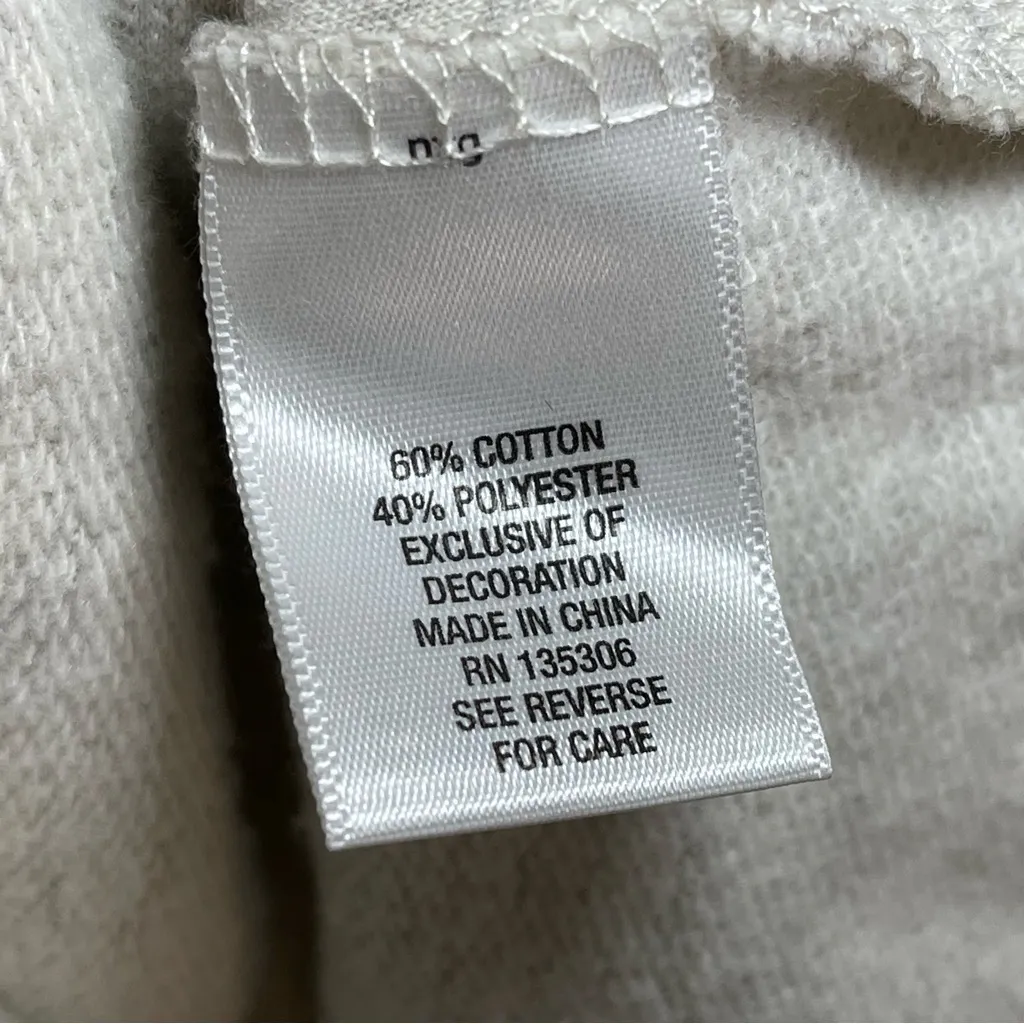 60% COTTON
40% POLYESTER
EXCLUSIVE OF
DECORATION
MADE IN CHINA
RN 135306
SEE REVERSE
FOR CARE